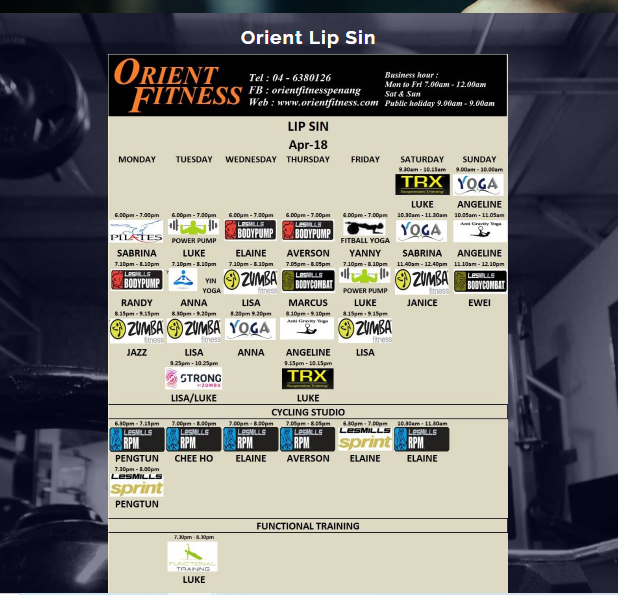 Orient Lip Sin
ORIENT FITNESS
Tel : 04 - 6380126
FB : orientfitnesspenang
Web : www.orientfitness.com
Business hour :
Mon to Fri 7.00am - 12.00am
Sat & Sun
Public holiday 9.00am - 9.00am
LIP SIN
Apr-18
MONDAY TUESDAY WEDNESDAY THURSDAY FRIDAY SATURDAY SUNDAY
9.30am - 10.15am 9.00am - 10.00am
TRX YOGA
LUKE ANGELINE
6.00pm - 7.00pm 6.00pm - 7.00pm 6.00pm - 7.00pm 6.00pm - 7.00pm 6.00pm - 7.00pm 10.30am - 11.30am 10.05am - 11.05am
PILATES POWER PUMP LESMILLS BODYPUMP LESMILLS BODYPUMP FITBALL YOGA YOGA Anti Gravity Yoga
SABRINA LUKE ELAINE AVERSON YANNY SABRINA ANGELINE
7.10pm - 8.10pm 7.10pm - 8.10pm 7.10pm - 8.10pm 7.05pm - 8.05pm 7.10pm - 8.10pm 11.40am - 12.40pm 11.10am - 12.10pm
LESMILLS BODYPUMP YIN YOGA ZUMBA fitness LESMILLS BODYCOMBAT POWER PUMP ZUMBA fitness LESMILLS BODYCOMBAT
RANDY ANNA LISA MARCUS LUKE JANICE EWEI
8.15pm - 9.15pm 8.30pm - 9.20pm 8.20pm 9.20pm 8.10pm - 9.10pm 8.15pm - 9.15pm
ZUMBA fitness ZUMBA fitness YOGA Anti Gravity Yoga ZUMBA fitness
JAZZ LISA ANNA ANGELINE LISA
9.25pm - 10.25pm 9.15pm - 10.15pm
STRONG BY ZUMBA TRX
LISA/LUKE LUKE
CYCLING STUDIO
6.30pm - 7.15pm 7.00pm - 8.00pm 7.00pm - 8.00pm 7.05pm - 8.05pm 6.30pm - 7.00pm 10.30am - 11.30am
LESMILLS RPM LESMILLS RPM LESMILLS RPM LESMILLS RPM LESMILLS sprint LESMILLS RPM
PENGTUN CHEE HO ELAINE AVERSON ELAINE ELAINE
7.30pm - 8.00pm
LESMILLS sprint
PENGTUN
FUNCTIONAL TRAINING
7.30pm - 8.30pm
FUNCTIONAL TRAINING
LUKE